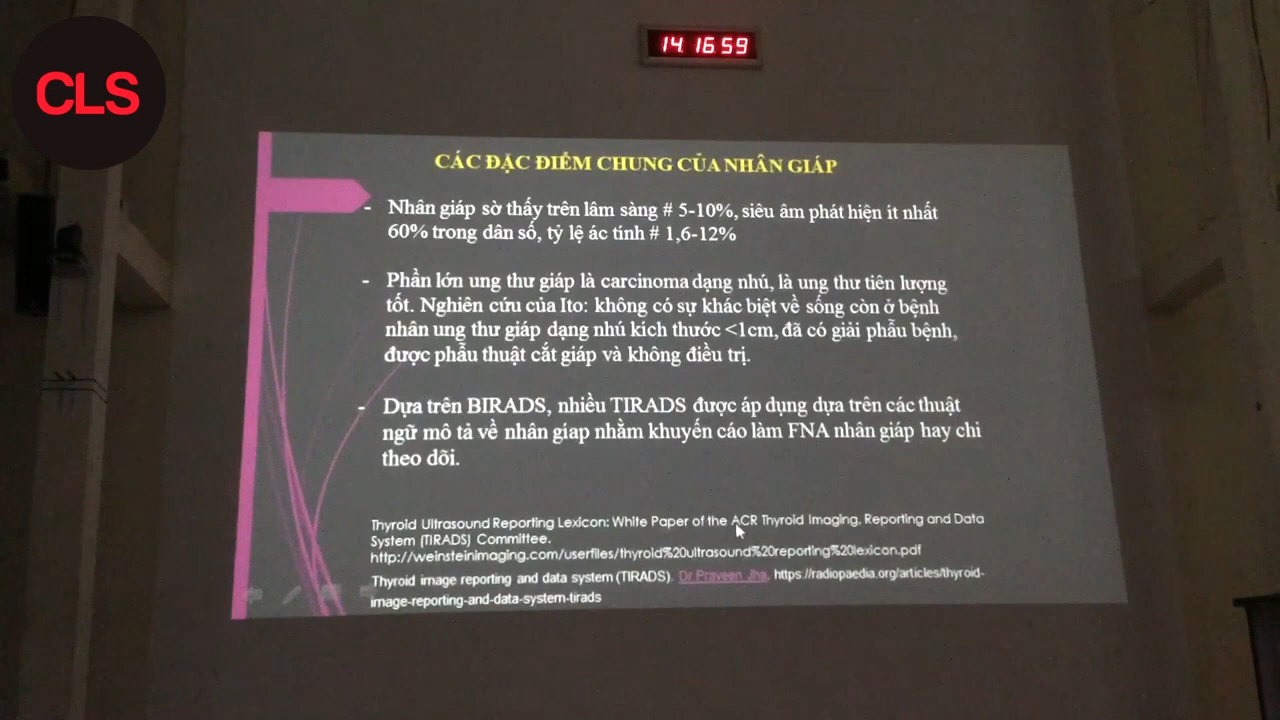 CLS
14.16.59
CÁC ĐẶC ĐIỂM CHUNG CỦA NHÂN GIÁP
- Nhân giáp sờ thấy trên lâm sàng # 5-10%, siêu âm phát hiện ít nhất
60% trong dân số, tỷ lệ ác tính # 1,6-12%
- Phần lớn ung thư giáp là carcinoma dạng nhú, là ung thư tiên lượng
tốt. Nghiên cứu của Ito: không có sự khác biệt về sống còn ở bệnh
nhân ung thư giáp dạng nhú kích thước <1cm, đã có giải phẫu bệnh,
được phẫu thuật cắt giáp và không điều trị.
- Dựa trên BIRADS, nhiều TIRADS được áp dụng dựa trên các thuật
ngữ mô tả về nhân giap nhằm khuyến cáo làm FNA nhân giáp hay chỉ
theo dõi.
Thyroid Ultrasound Reporting Lexicon: White Paper of the ACR Thyroid Imaging, Reporting and Data
System (TIRADS) Committee.
http://weinsteinimaging.com/userfiles/thyroid%20ultrasound%20reporting%20lexicon.pdf
Thyroid image reporting and data system (TIRADS). Dr Praveen Jha. https://radiopaedia.org/articles/thyroid-
image-reporting-and-data-system-tirads